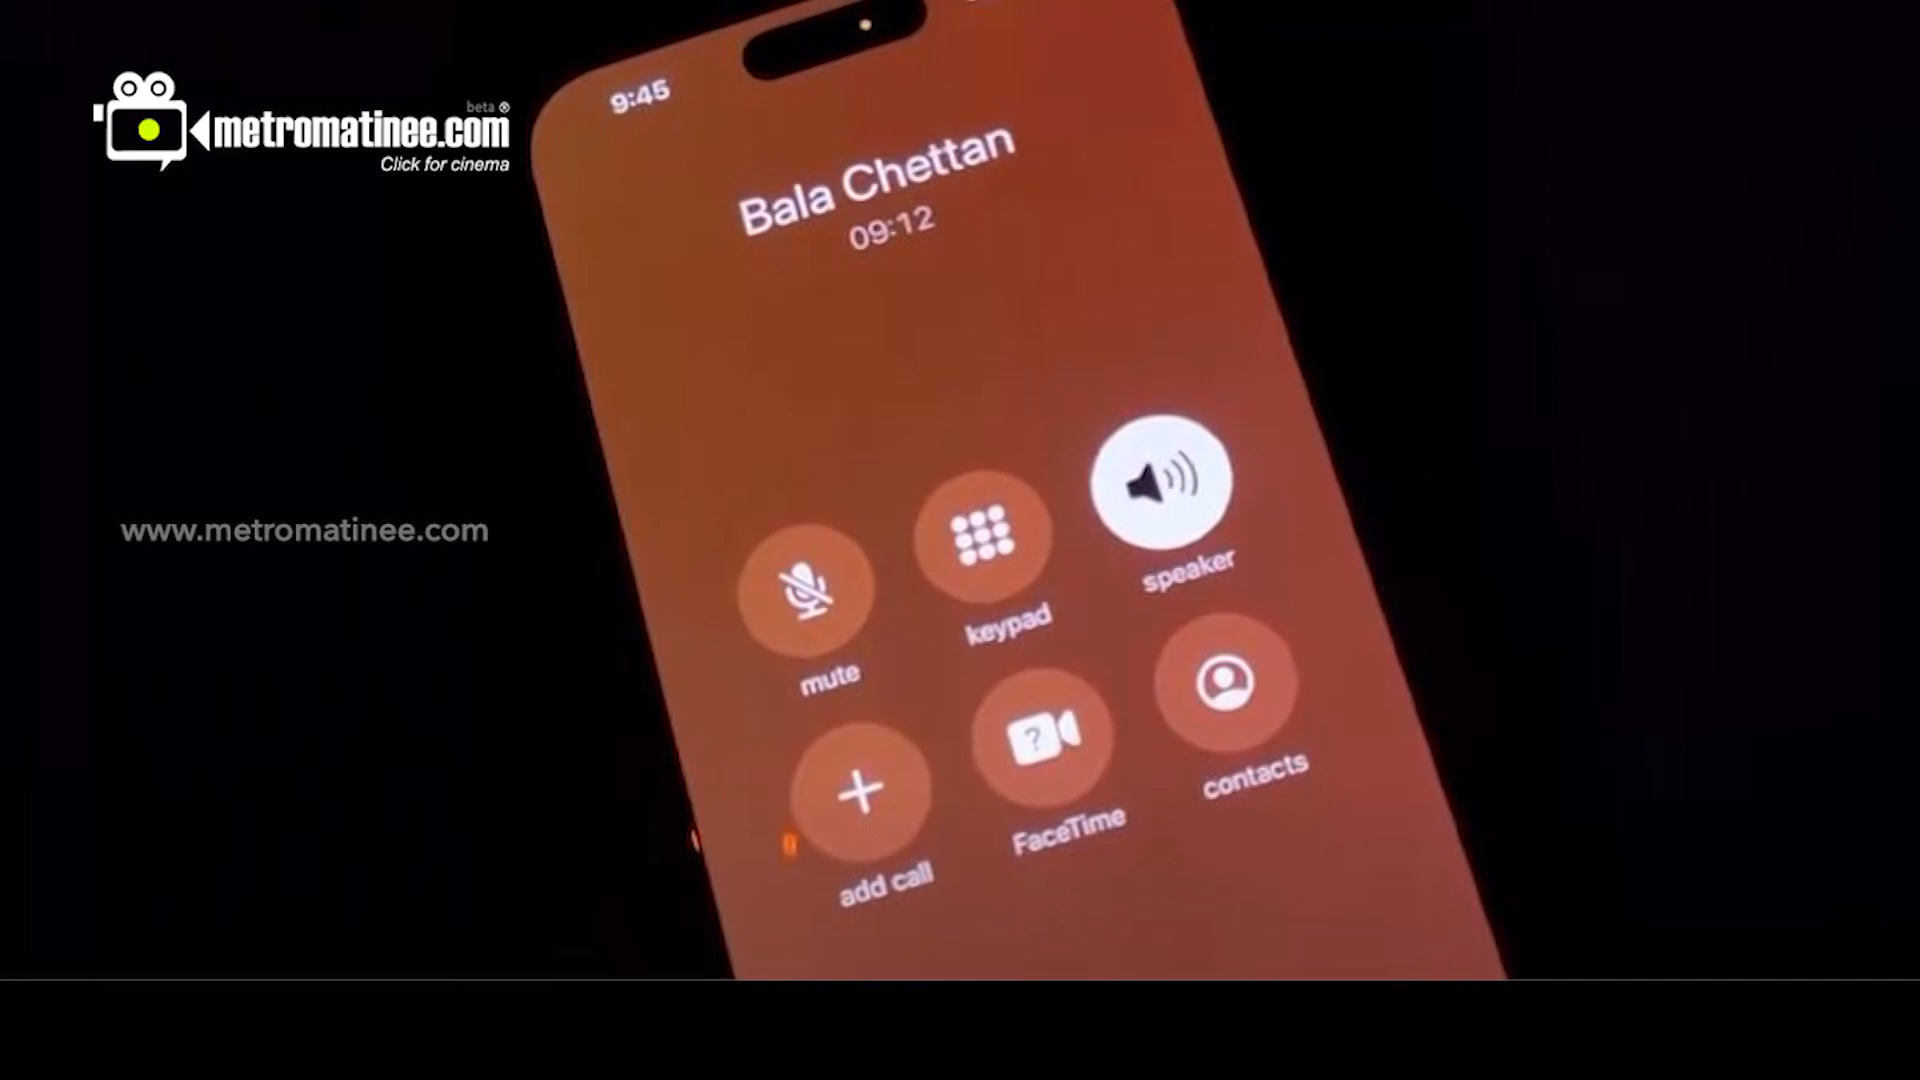 beta ®
metromatinee.com
Click for cinema
9:45
Bala Chettan
09:12
www.metromatinee.com
mute
keypad
speaker
add call
FaceTime
contacts